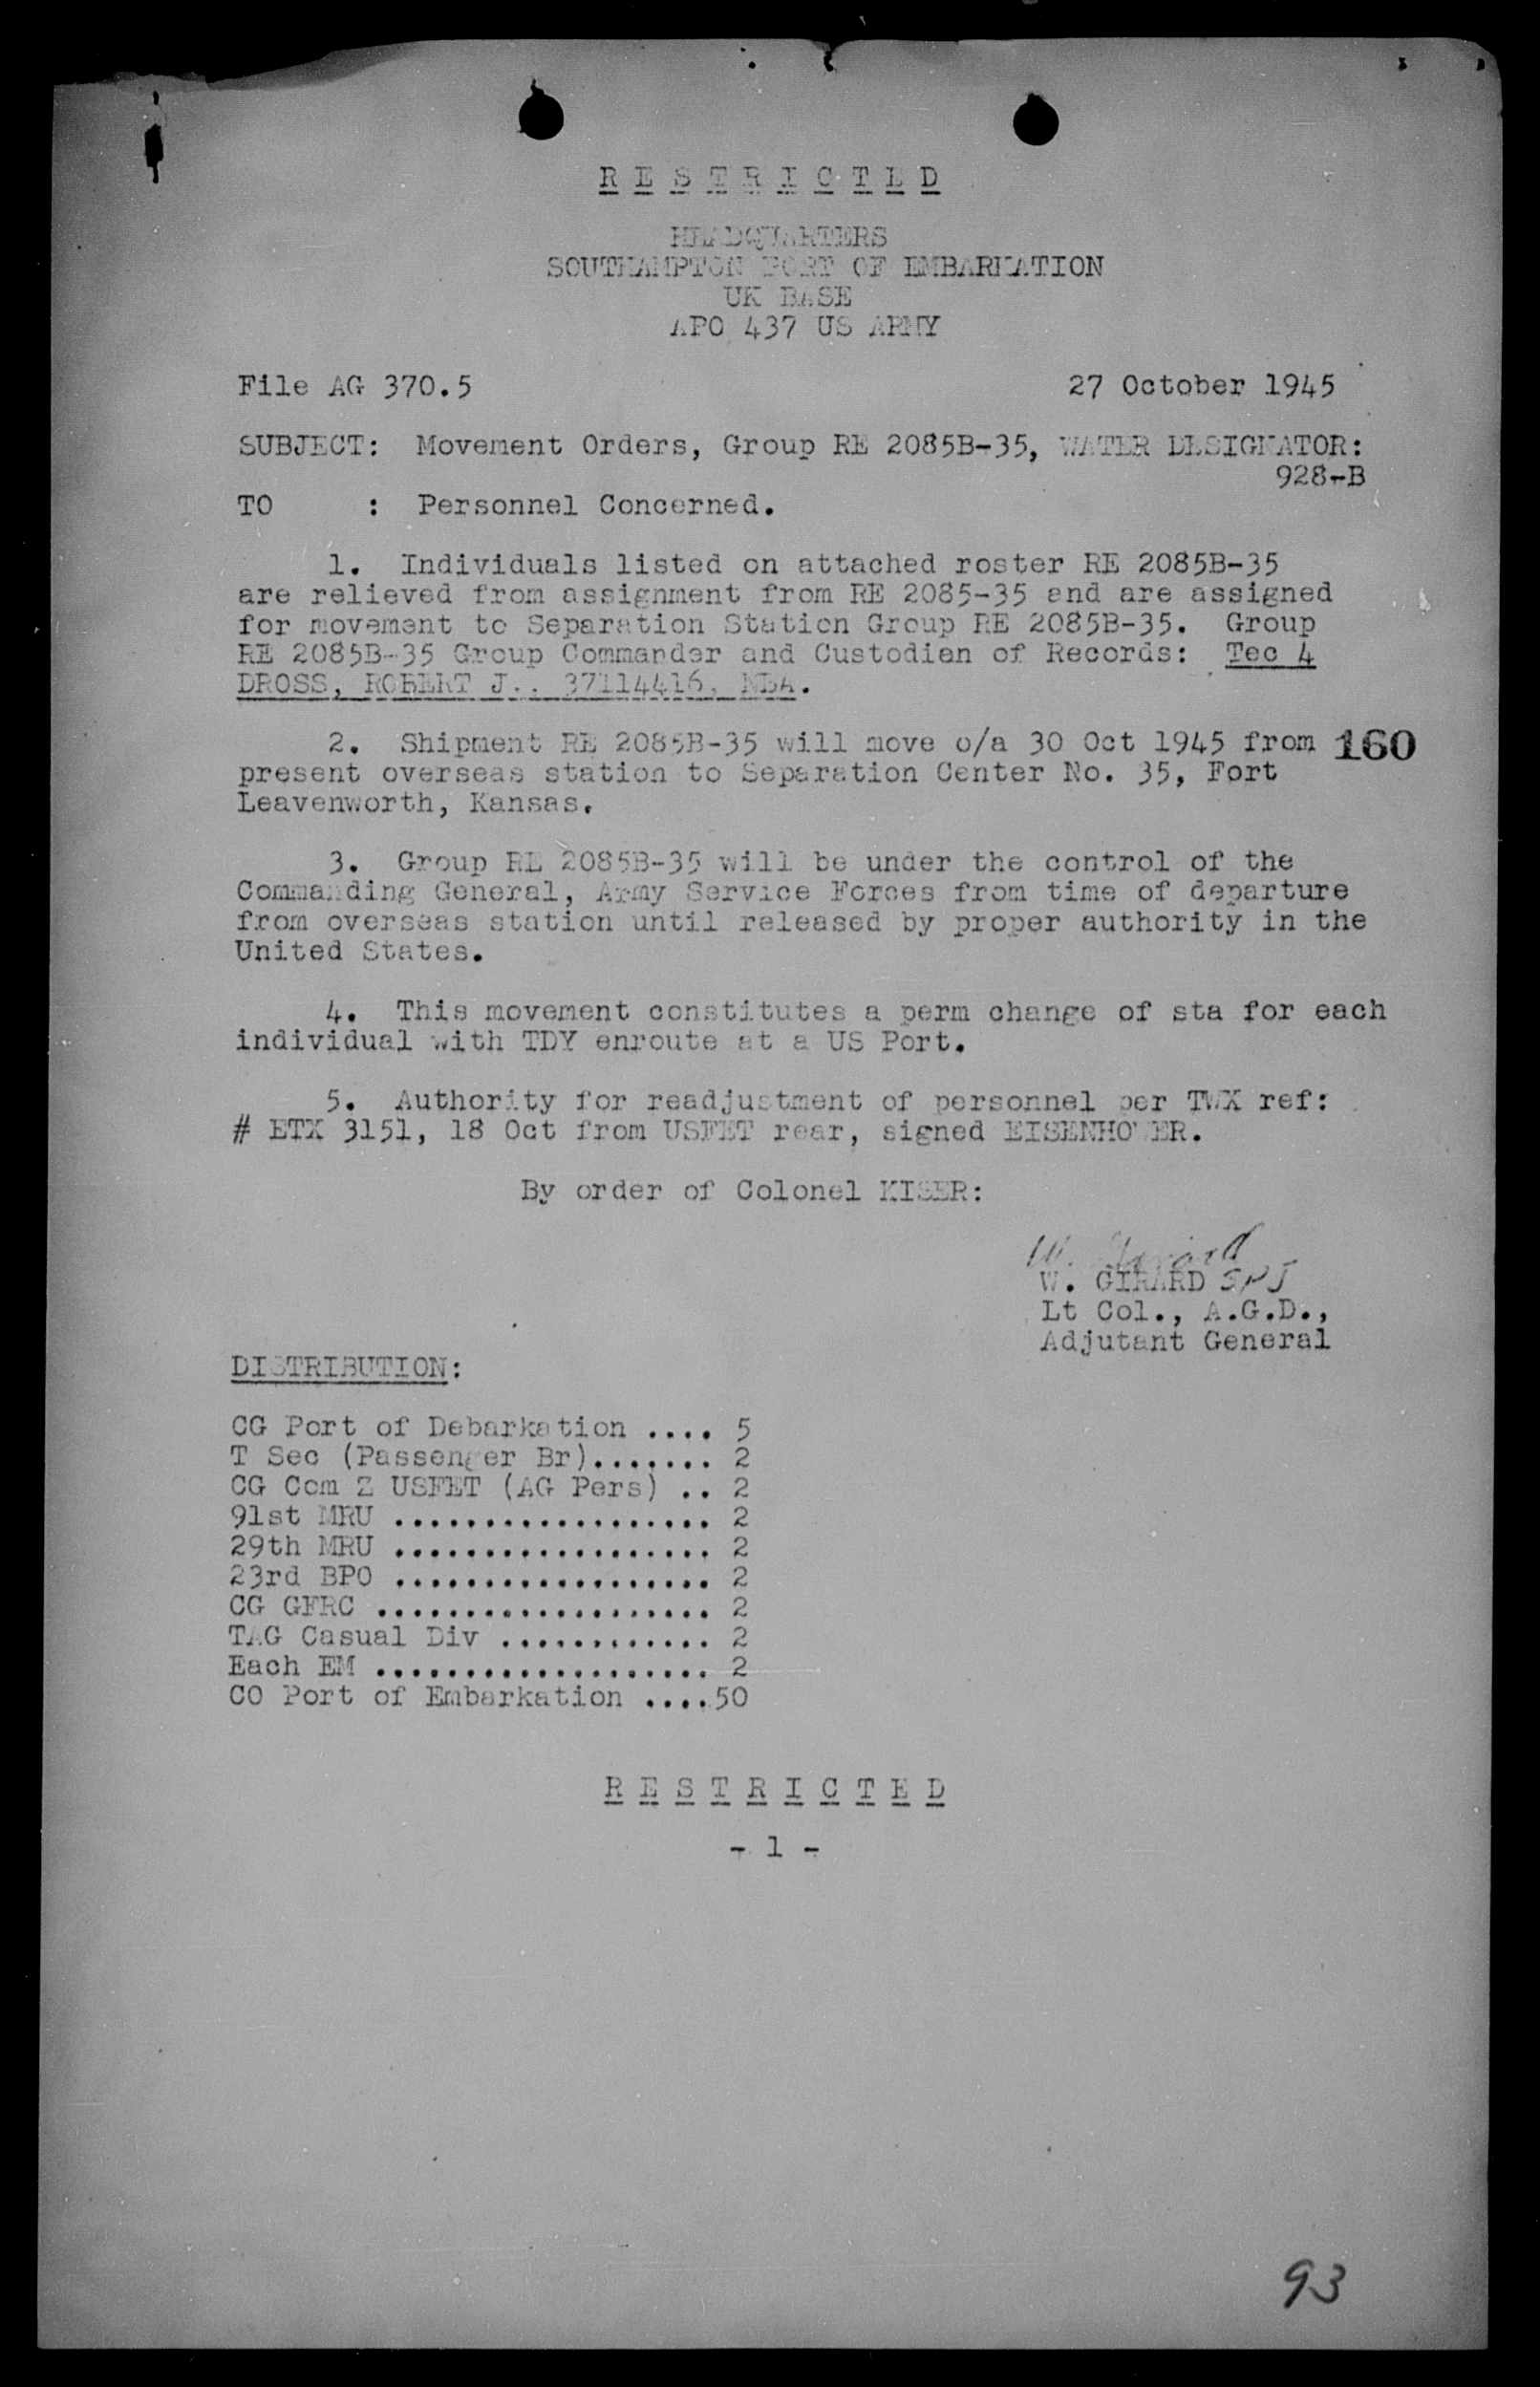 R E S T R I C T E D
HEADQUARTERS
SOUTHAMPTON PORT OF EMBARKATION
UK BASE
APO 437 US ARMY
File AG 370.5 27 October 1945
SUBJECT: Movement Orders, Group RE 2085B-35, WATER DESIGNATOR:
928-B
TO : Personnel Concerned.
1. Individuals listed on attached roster RE 2085B-35
are relieved from assignment from RE 2085-35 and are assigned
for movement to Separation Station Group RE 2085B-35. Group
RE 2085B-35 Group Commander and Custodian of Records: Tec 4
DROSS, ROBERT J., 37114416,
2. Shipment RE 2085B-35 will move o/a 30 Oct 1945 from 160
present overseas station to Separation Center No. 35, Fort
Leavenworth, Kansas.
3. Group RE 2085B-35 will be under the control of the
Commanding General, Army Service Forces from time of departure
from overseas station until released by proper authority in the
United States.
4. This movement constitutes a perm change of sta for each
individual with TDY enroute at a US Port.
5. Authority for readjustment of personnel per TWX ref:
# ETX 3151, 18 Oct from USFET rear, signed EISENHOWER.
By order of Colonel KISER:
W. Girard
W. GIRARD
Lt Col., A.G.D.,
Adjutant General
DISTRIBUTION:
CG Port of Debarkation .... 5
T Sec (Passenger Br)....... 2
CG Com Z USFET (AG Pers) .. 2
91st MRU .................. 2
29th MRU .................. 2
23rd BPO .................. 2
CG GFRC ................... 2
TAG Casual Div ............ 2
Each EM ................... 2
CO Port of Embarkation ....50
R E S T R I C T E D
- 1 -
93